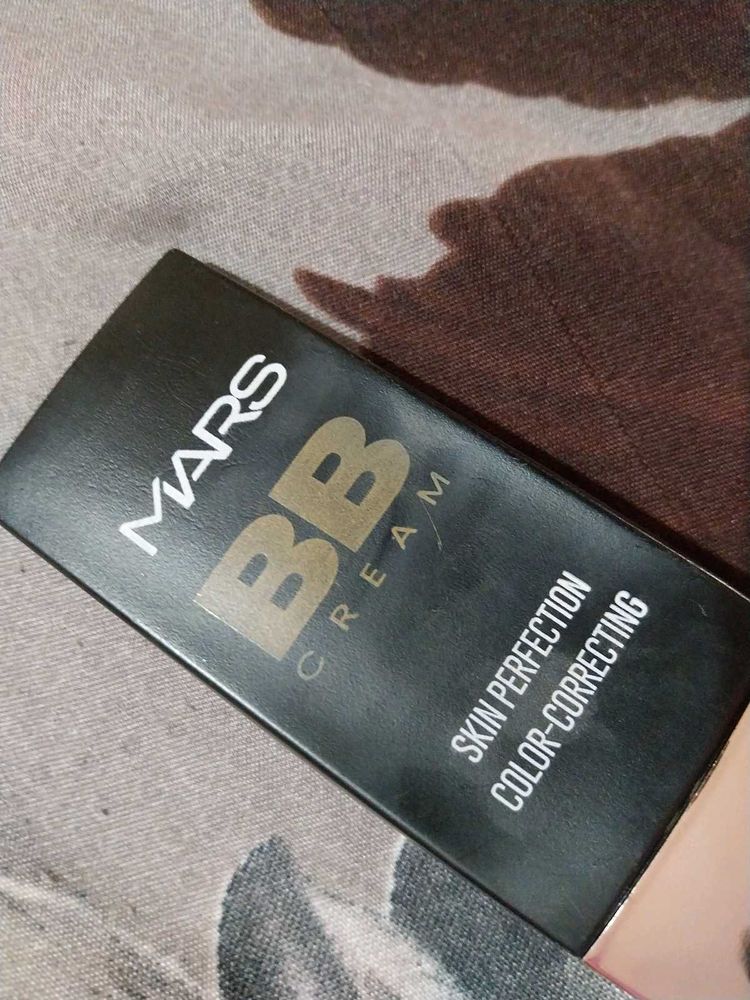 MARS
BB
CREAM
SKIN PERFECTION
COLOR-CORRECTING